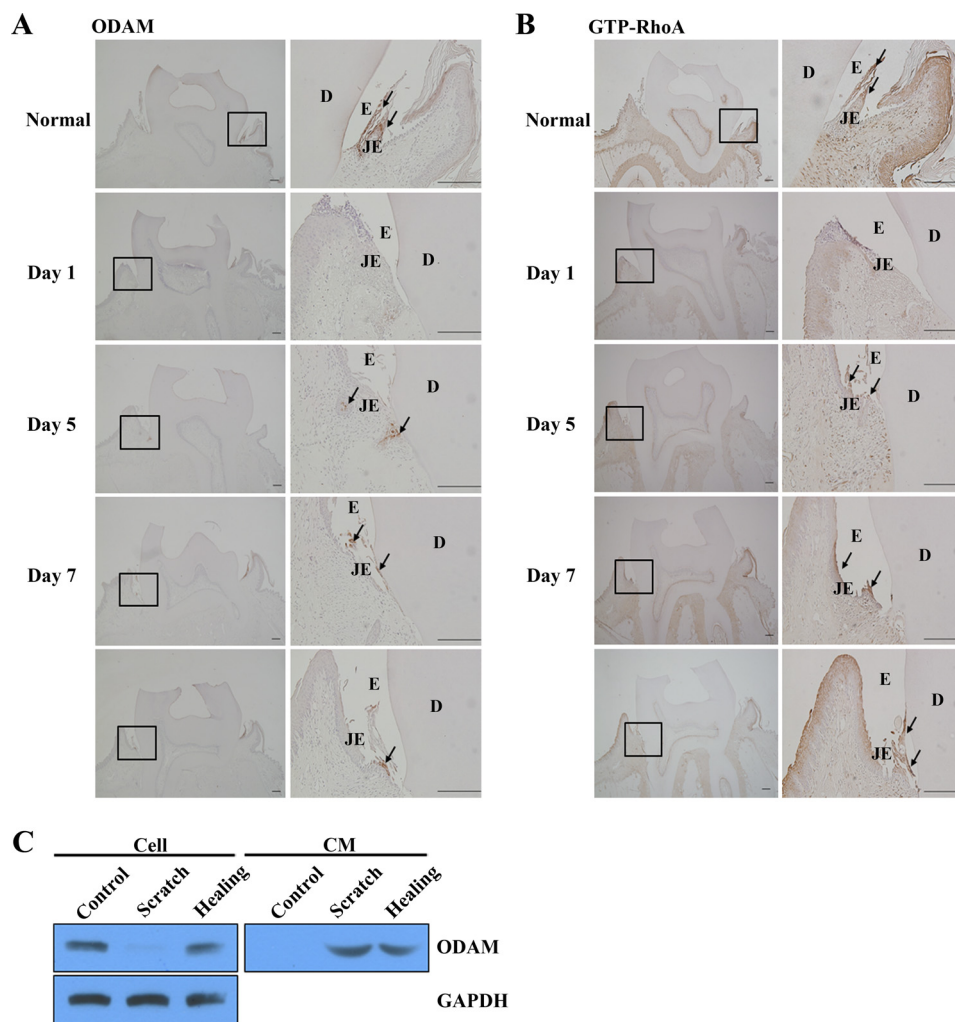 A ODAM
Normal
D E JE
Day 1
E JE D
Day 5
E JE D
Day 7
E JE D
E JE D
B GTP-RhoA
Normal
D E JE
Day 1
E JE D
Day 5
E JE D
Day 7
E JE D
E JE D
C
Cell CM
Control Scratch Healing Control Scratch Healing
ODAM
GAPDH